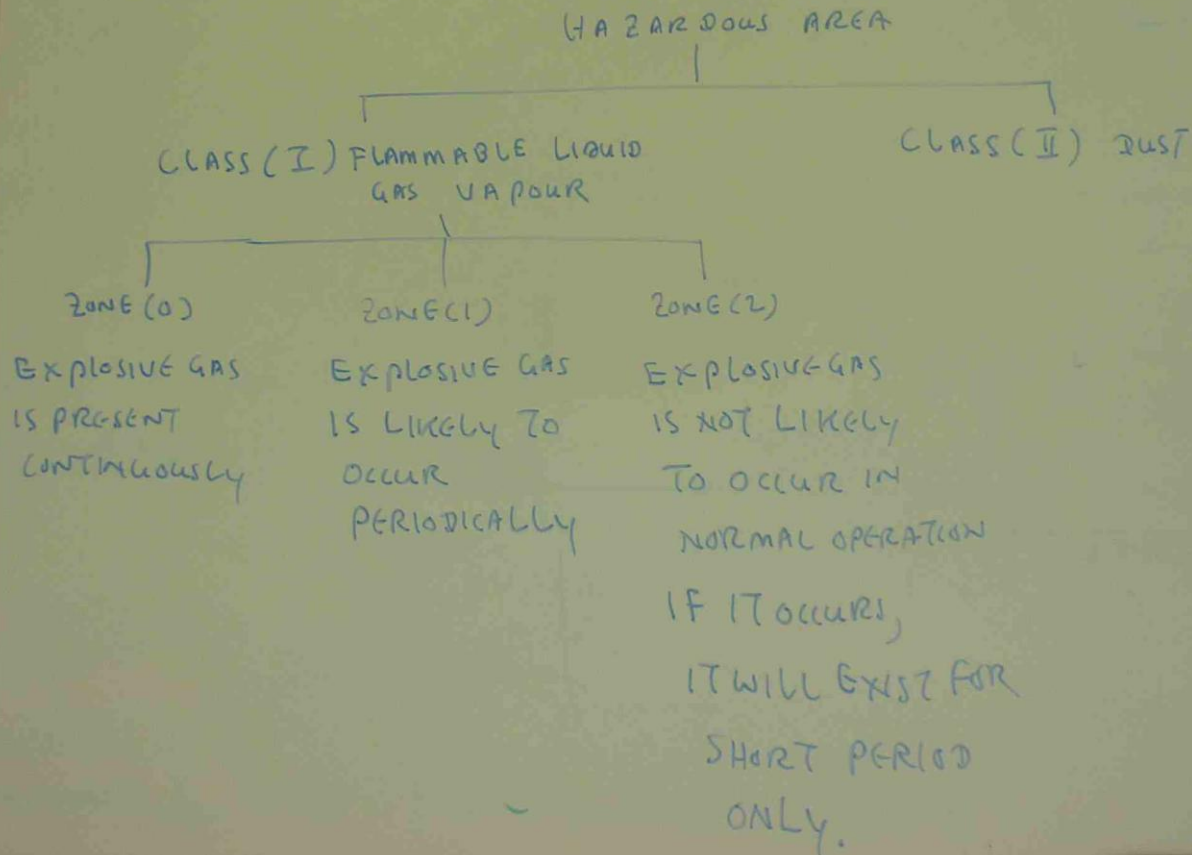 HAZARDOUS AREA
CLASS (I) FLAMMABLE LIQUID
GAS VAPOUR
CLASS (II) DUST
ZONE (0)
EXPLOSIVE GAS
IS PRESENT
CONTINUOUSLY
ZONE (1)
EXPLOSIVE GAS
IS LIKELY TO
OCCUR
PERIODICALLY
ZONE (2)
EXPLOSIVE GAS
IS NOT LIKELY
TO OCCUR IN
NORMAL OPERATION
IF IT OCCURS,
IT WILL EXIST FOR
SHORT PERIOD
ONLY.